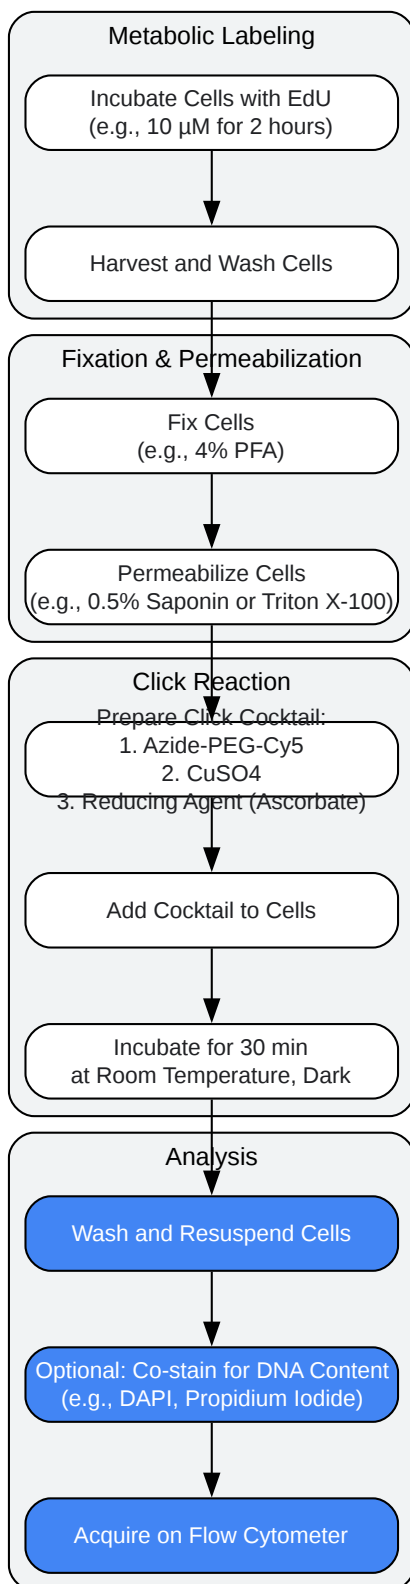 Metabolic Labeling
Incubate Cells with EdU
(e.g., 10 µM for 2 hours)
Harvest and Wash Cells
Fixation & Permeabilization
Fix Cells
(e.g., 4% PFA)
Permeabilize Cells
(e.g., 0.5% Saponin or Triton X-100)
Click Reaction
Prepare Click Cocktail:
1. Azide-PEG-Cy5
2. CuSO4
3. Reducing Agent (Ascorbate)
Add Cocktail to Cells
Incubate for 30 min
at Room Temperature, Dark
Analysis
Wash and Resuspend Cells
Optional: Co-stain for DNA Content
(e.g., DAPI, Propidium Iodide)
Acquire on Flow Cytometer